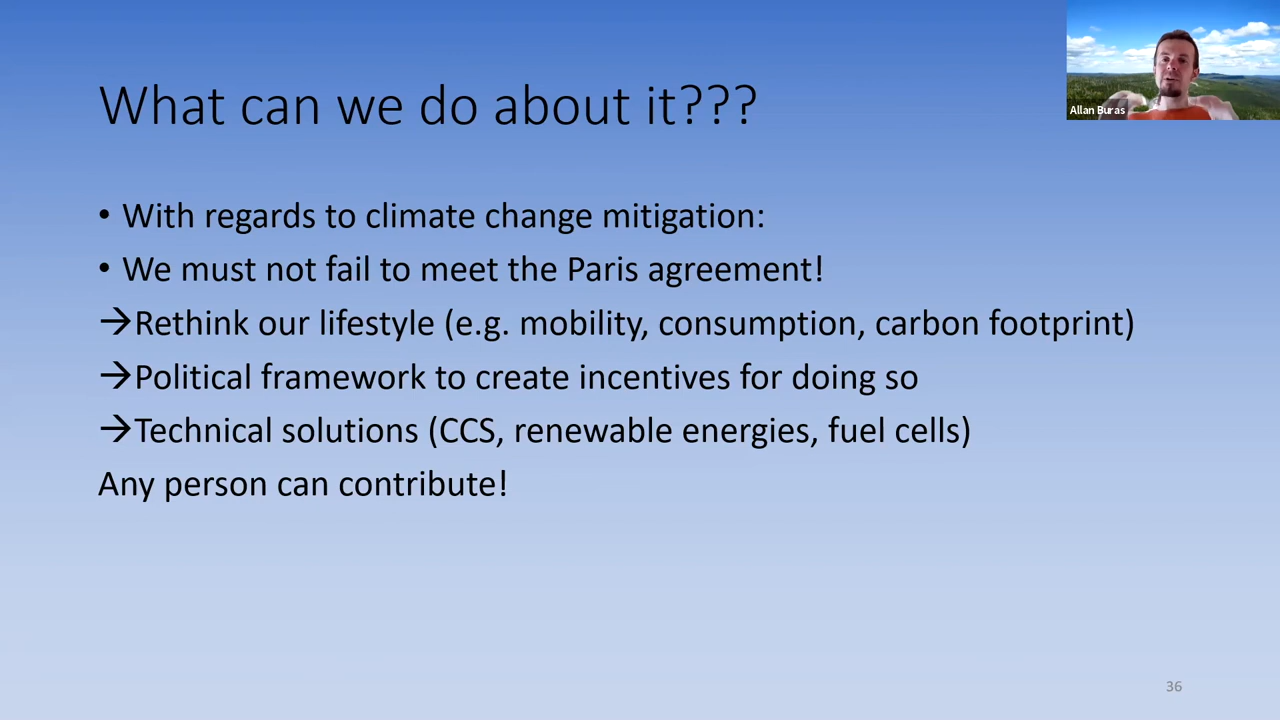 What can we do about it???
Allan Buras
• With regards to climate change mitigation:
• We must not fail to meet the Paris agreement!
→Rethink our lifestyle (e.g. mobility, consumption, carbon footprint)
→Political framework to create incentives for doing so
→Technical solutions (CCS, renewable energies, fuel cells)
Any person can contribute!
36